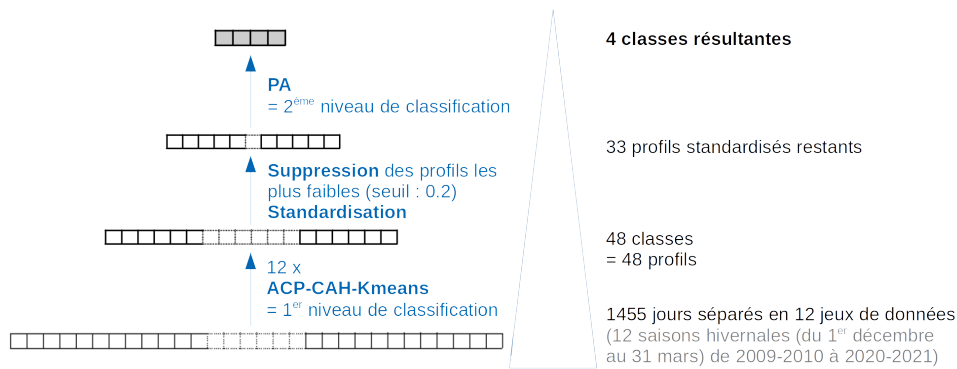 4 classes résultantes
PA
= 2ème niveau de classification
33 profils standardisés restants
Suppression des profils les
plus faibles (seuil : 0.2)
Standardisation
48 classes
= 48 profils
12 x
ACP-CAH-Kmeans
= 1er niveau de classification
1455 jours séparés en 12 jeux de données
(12 saisons hivernales (du 1er décembre
au 31 mars) de 2009-2010 à 2020-2021)